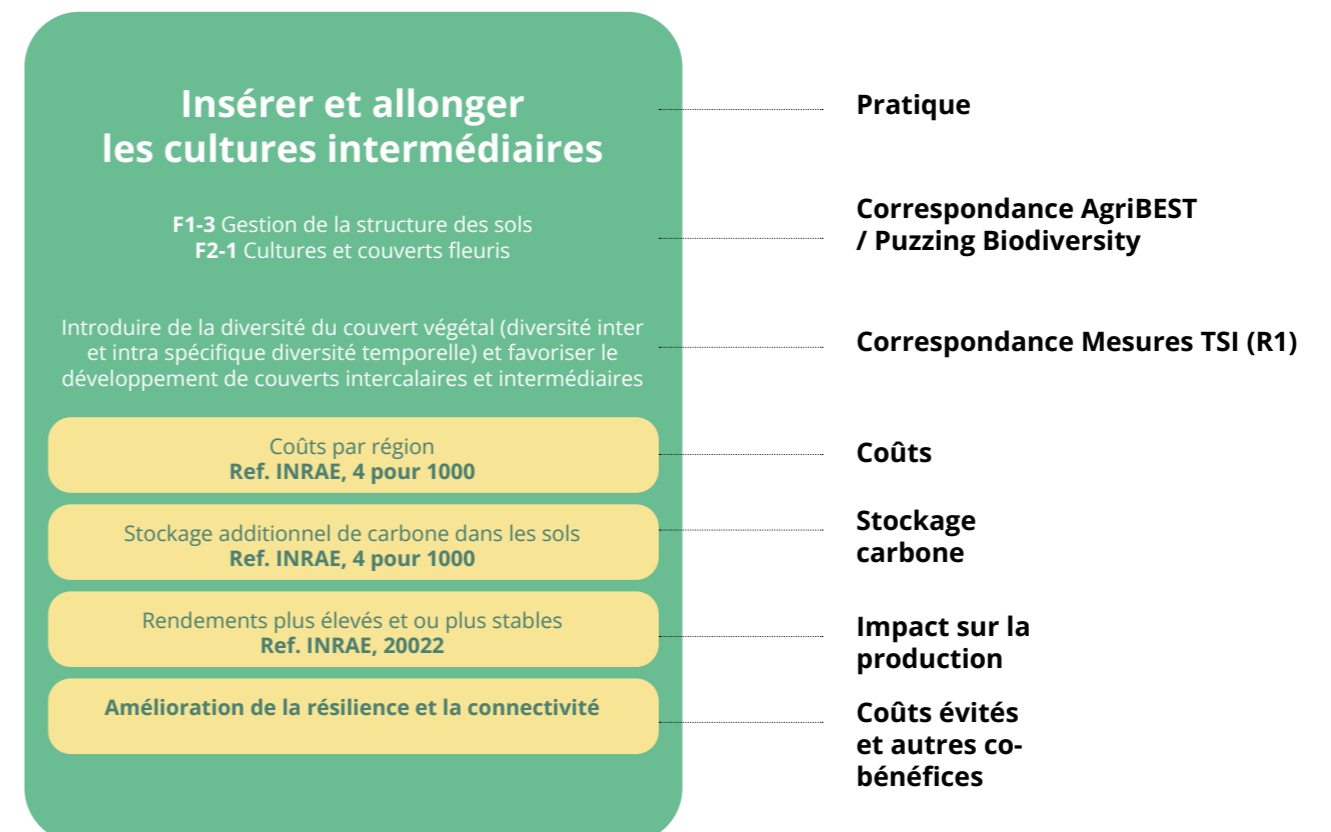 Insérer et allonger
les cultures intermédiaires
Pratique
F1-3 Gestion de la structure des sols
F2-1 Cultures et couverts fleuris
Correspondance AgriBEST
/ Puzzing Biodiversity
Introduire de la diversité du couvert végétal (diversité inter
et intra spécifique diversité temporelle) et favoriser le
développement de couverts intercalaires et intermédiaires
Correspondance Mesures TSI (R1)
Coûts par région
Ref. INRAE, 4 pour 1000
Coûts
Stockage additionnel de carbone dans les sols
Ref. INRAE, 4 pour 1000
Stockage
carbone
Rendements plus élevés et ou plus stables
Ref. INRAE, 20022
Impact sur la
production
Amélioration de la résilience et la connectivité
Coûts évités
et autres co-
bénéfices